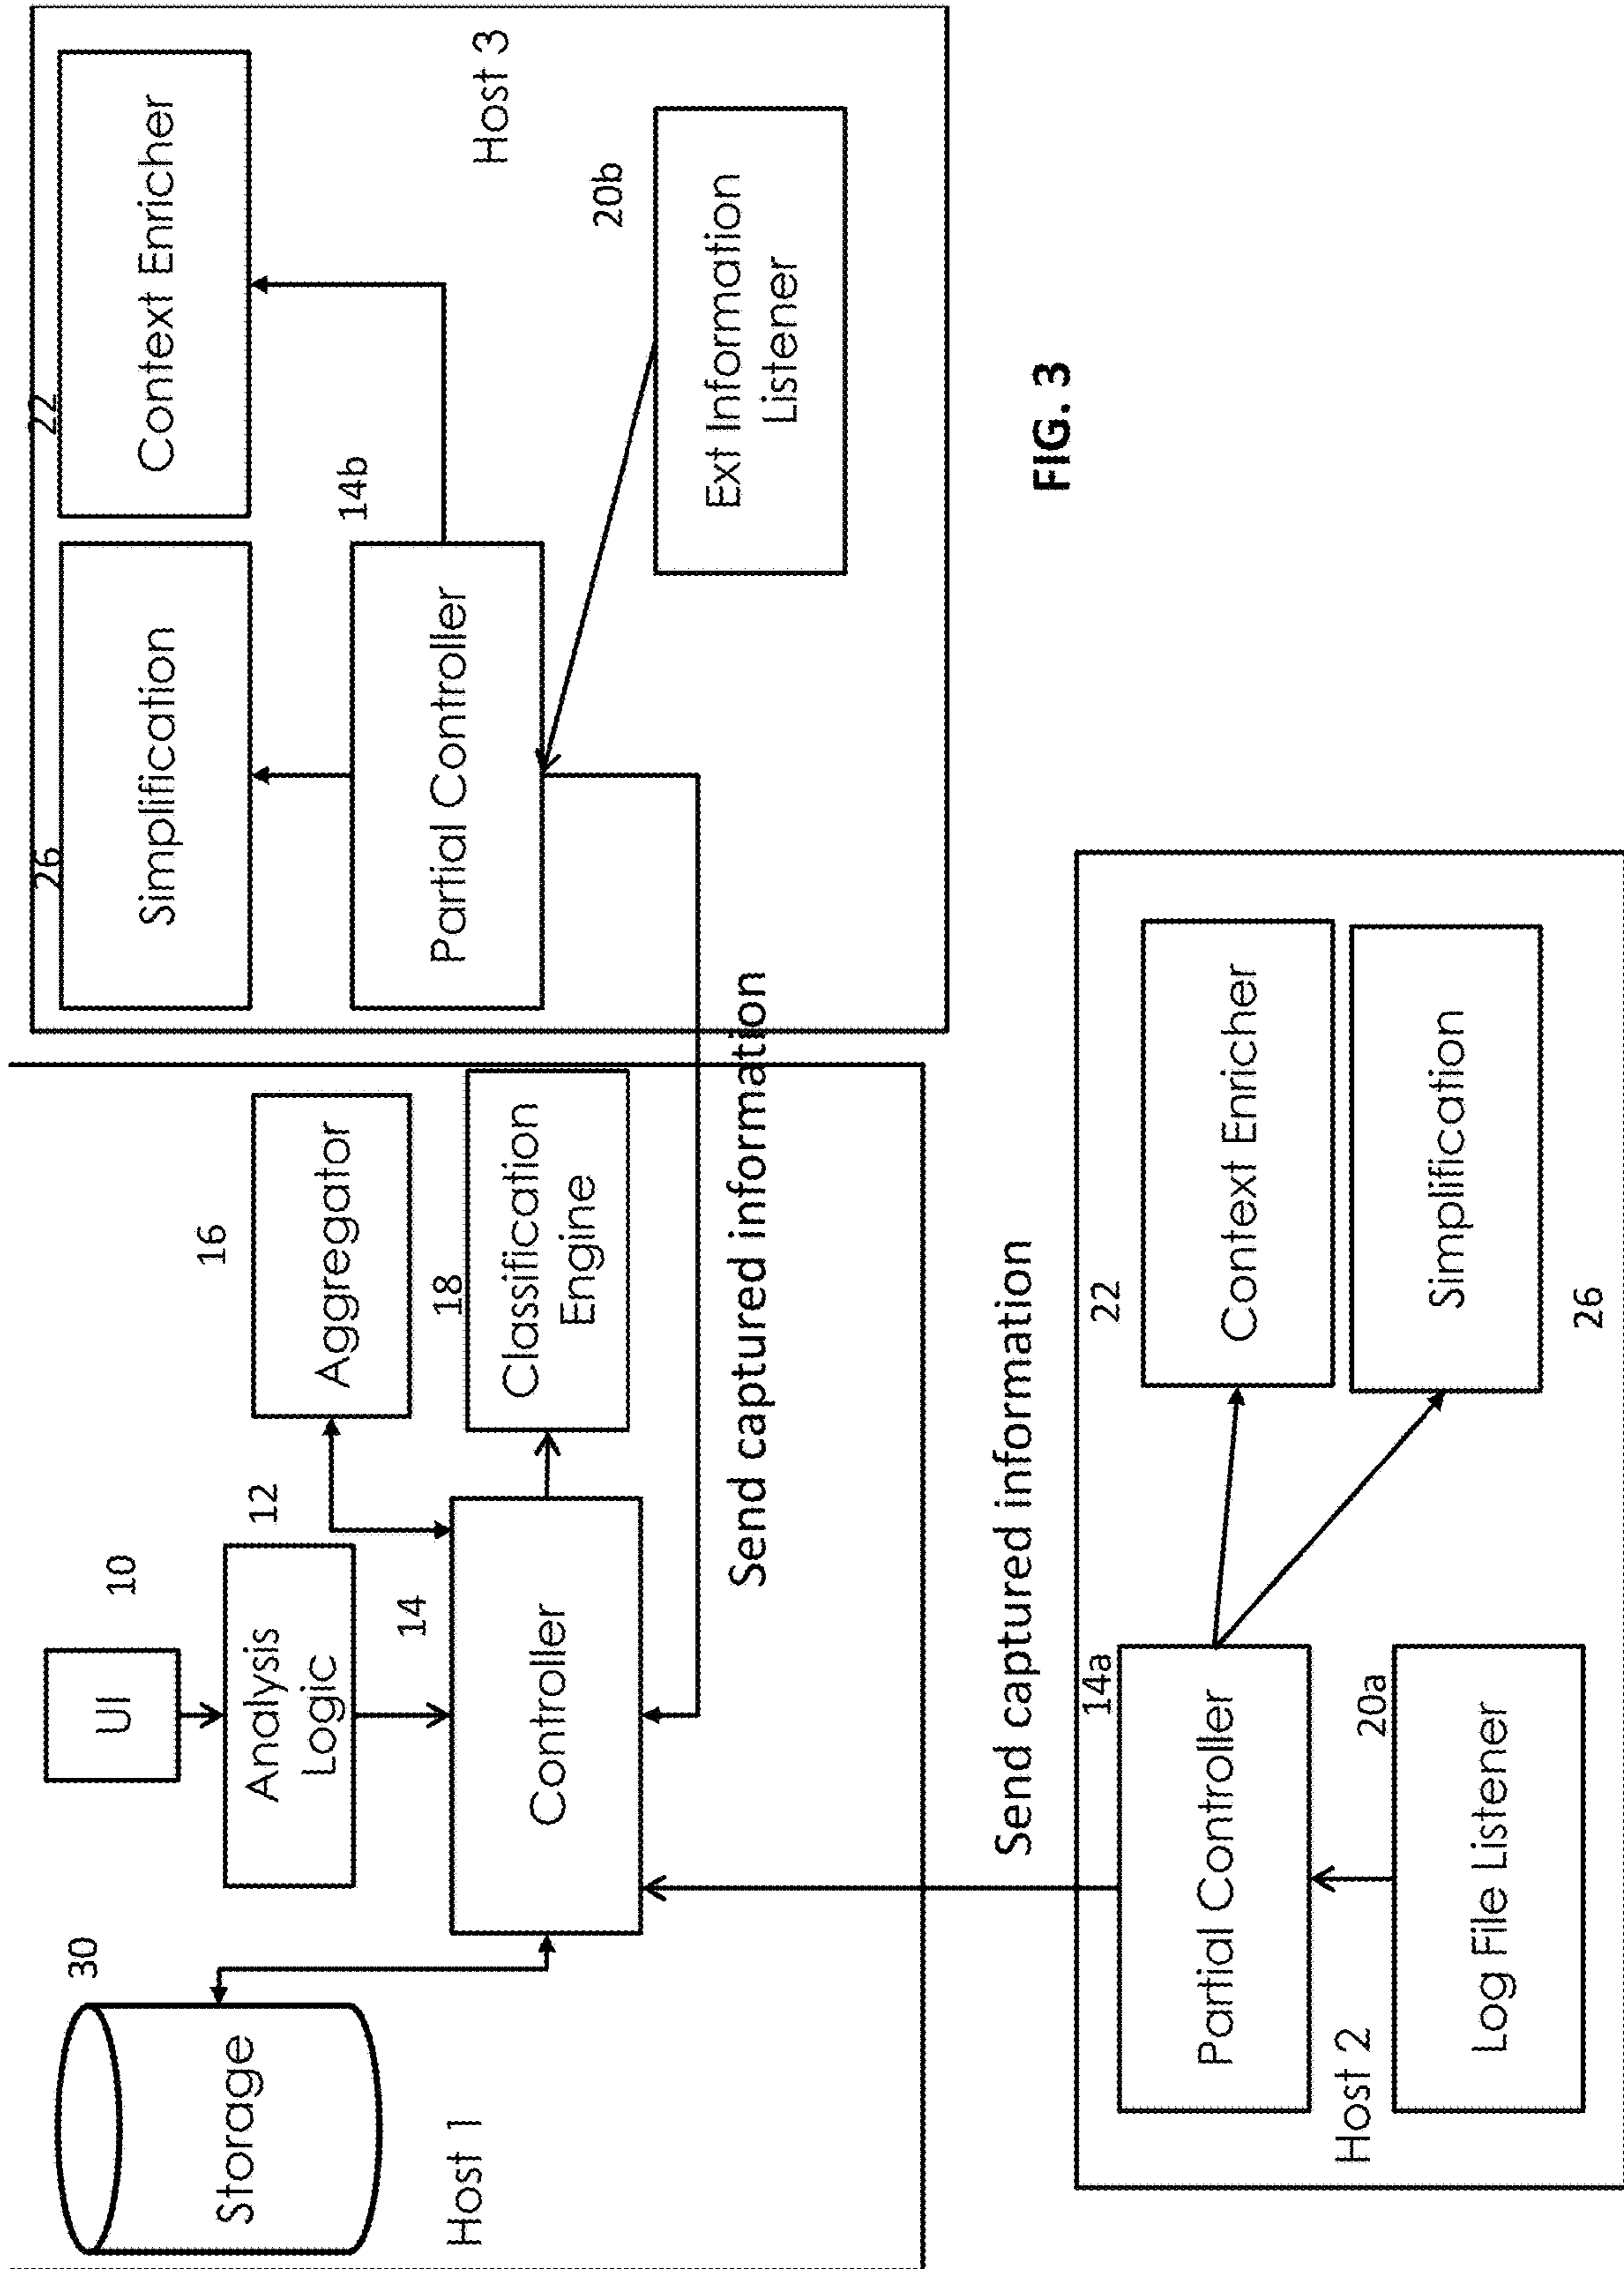 30
Storage
Host 1
10
UI
12
Analysis
Logic
14
Controller
16
Aggregator
18
Classification
Engine
Send captured information
26
Simplification
22
Context Enricher
14b
Partial Controller
Host 3
20b
Ext Information
Listener
Send captured information
14a
Partial Controller
Host 2
20a
Log File Listener
22
Context Enricher
Simplification
26
FIG. 3